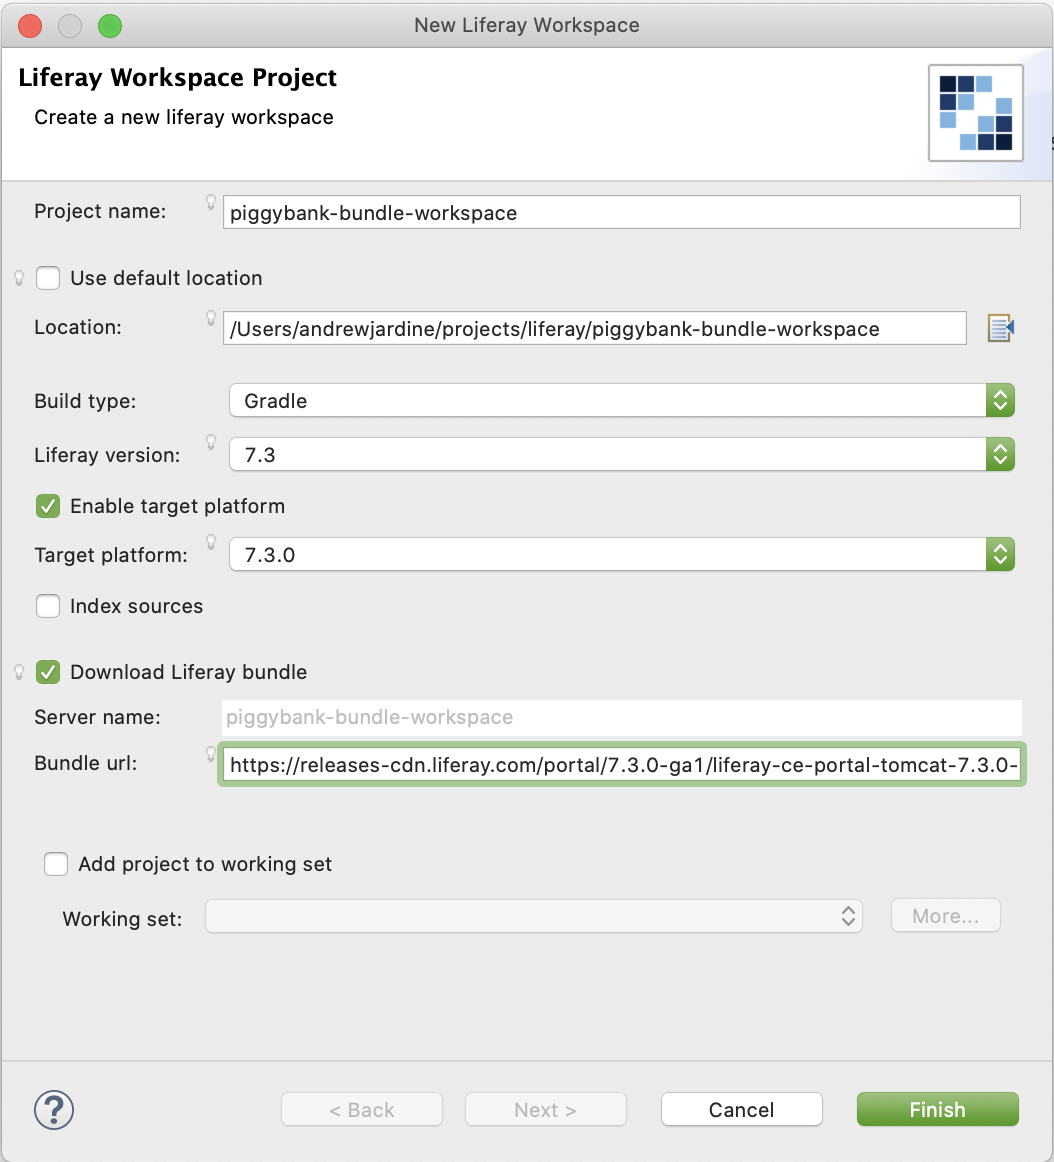 New Liferay Workspace
Liferay Workspace Project
Create a new liferay workspace
Project name: piggybank-bundle-workspace
Use default location
Location: /Users/andrewjardine/projects/liferay/piggybank-bundle-workspace
Build type: Gradle
Liferay version: 7.3
Enable target platform
Target platform: 7.3.0
Index sources
Download Liferay bundle
Server name: piggybank-bundle-workspace
Bundle url: https://releases-cdn.liferay.com/portal/7.3.0-ga1/liferay-ce-portal-tomcat-7.3.0-
Add project to working set
Working set: More...
? < Back Next > Cancel Finish